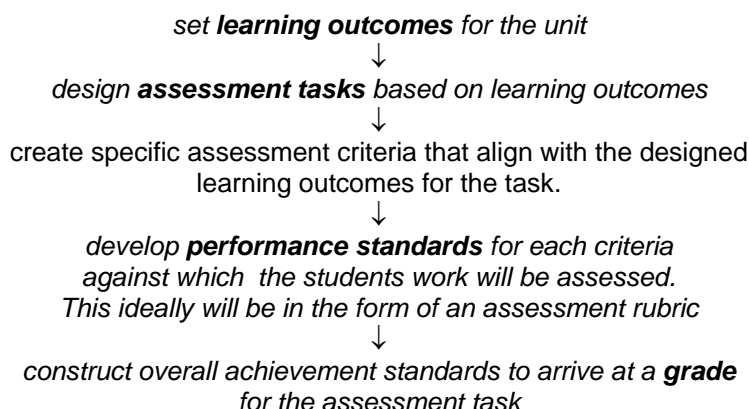 set learning outcomes for the unit
↓
design assessment tasks based on learning outcomes
↓
create specific assessment criteria that align with the designed
learning outcomes for the task.
↓
develop performance standards for each criteria
against which  the students work will be assessed.
This ideally will be in the form of an assessment rubric
↓
construct overall achievement standards to arrive at a grade
for the assessment task